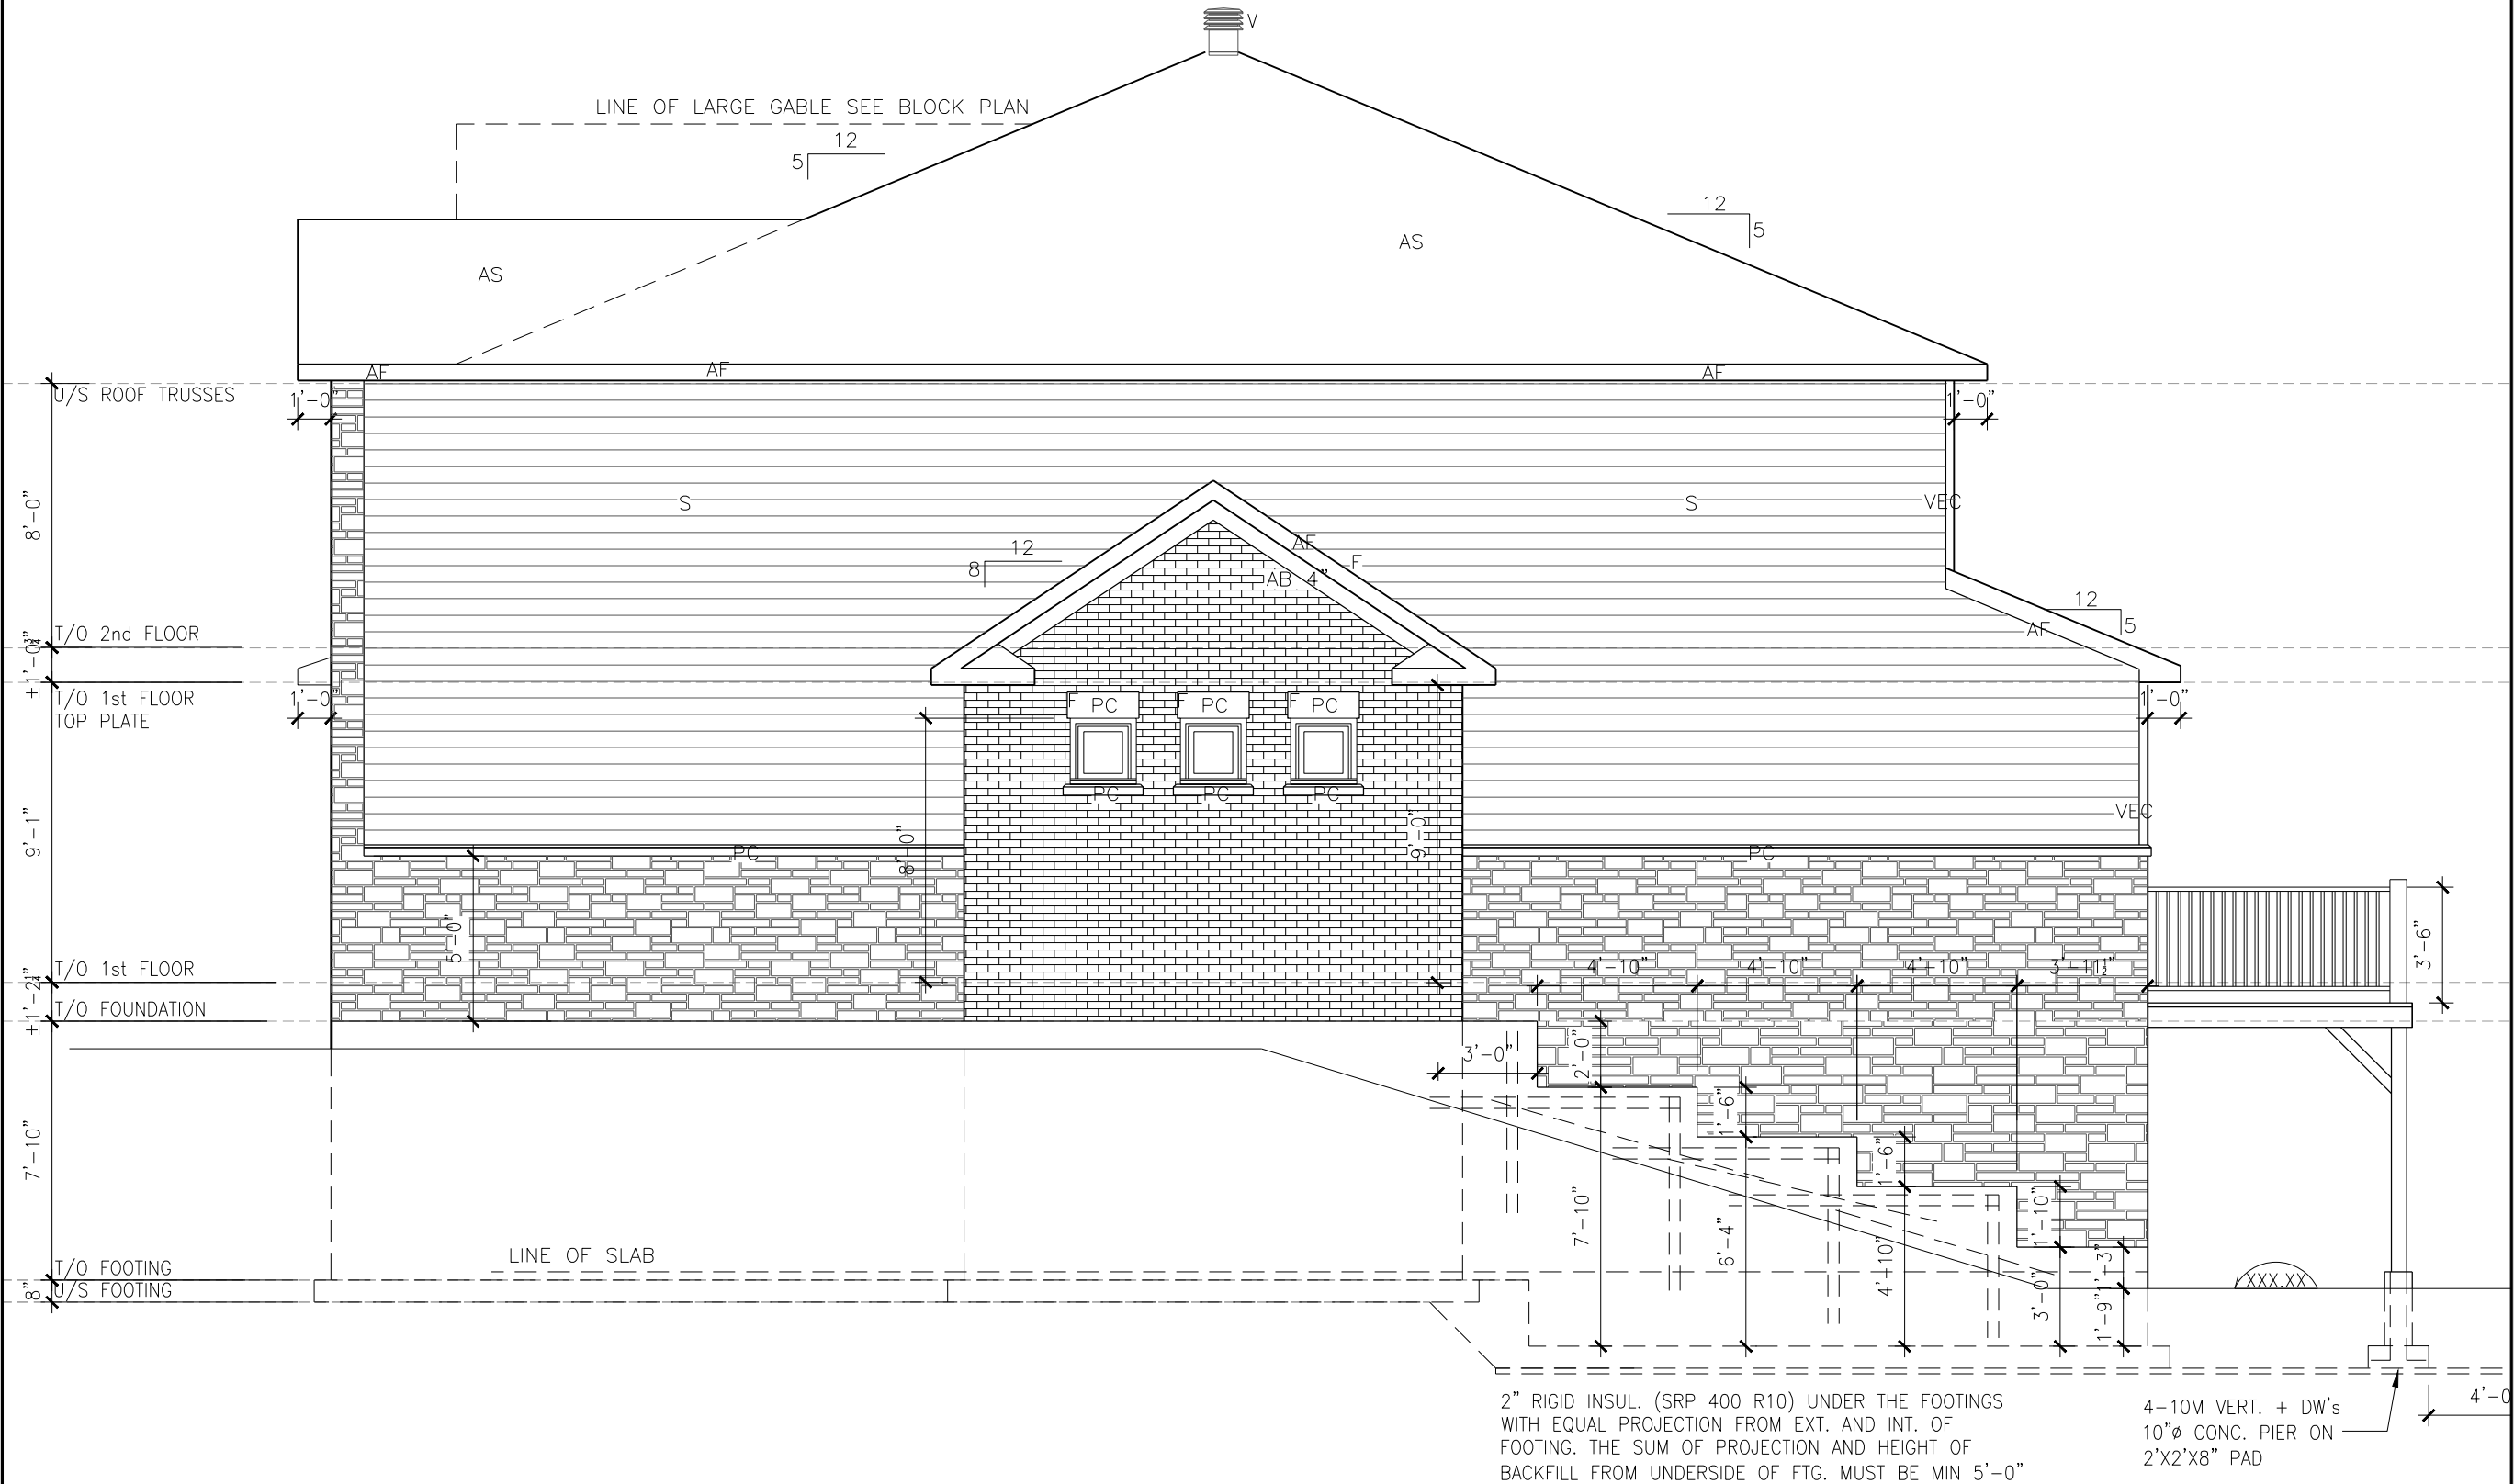 V
LINE OF LARGE GABLE SEE BLOCK PLAN
12
5
12
5
AS
AS
AF
AF
AF
U/S ROOF TRUSSES
1'-0"
1'-0"
8'-0"
S
S
VEC
12
8
AF
F
AB 4"
12
5
AF
T/O 2nd FLOOR
±1'-0¾"
T/O 1st FLOOR
TOP PLATE
1'-0"
1'-0"
F
PC
F
PC
F
PC
PC
PC
PC
9'-1"
8'-0"
9'-0"
VEC
PC
PC
5'-0"
3'-6"
T/O 1st FLOOR
4'-10"
4'-10"
4'-10"
3'-11½"
T/O FOUNDATION
3'-0"
2'-0"
1'-6"
1'-6"
1'-10"
7'-10"
7'-10"
6'-4"
4'-10"
3'-0"
1'-3"
1'-9"
LINE OF SLAB
T/O FOOTING
U/S FOOTING
8"
XXX.XX
2" RIGID INSUL. (SRP 400 R10) UNDER THE FOOTINGS
WITH EQUAL PROJECTION FROM EXT. AND INT. OF
FOOTING. THE SUM OF PROJECTION AND HEIGHT OF
BACKFILL FROM UNDERSIDE OF FTG. MUST BE MIN 5'-0"
4-10M VERT. + DW's
10"ø CONC. PIER ON
2'X2'X8" PAD
4'-0